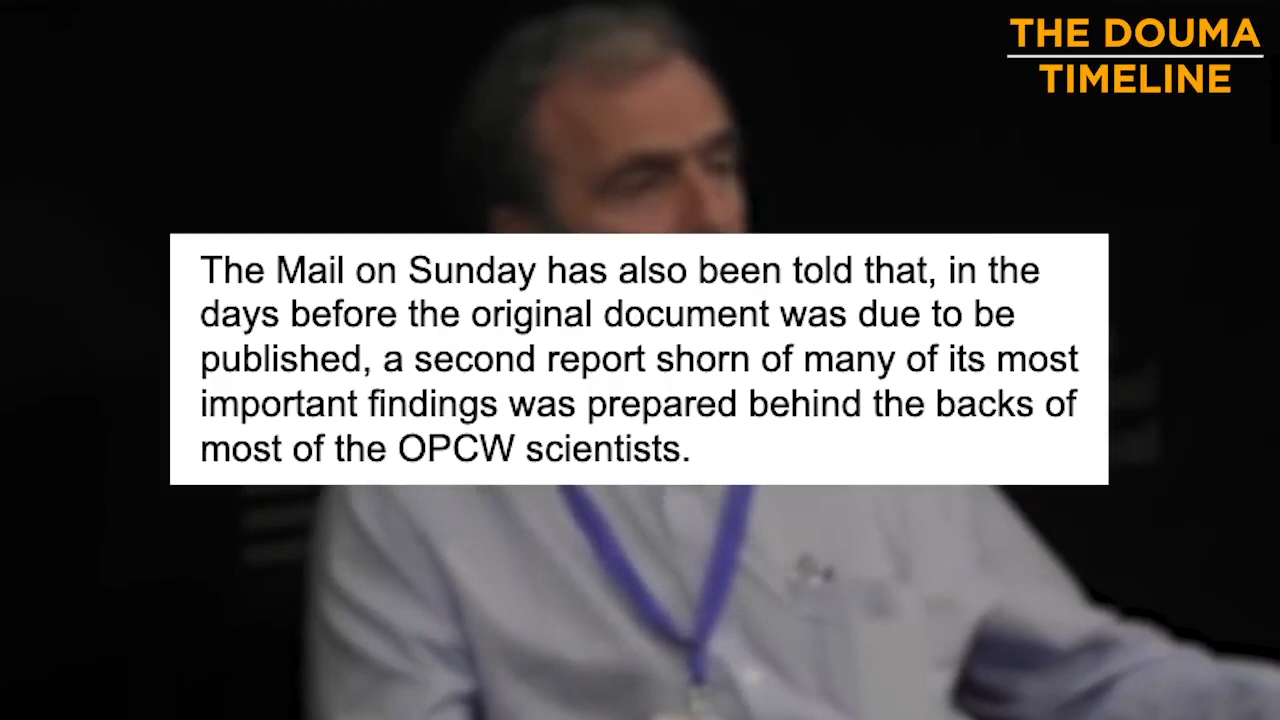 THE DOUMA
TIMELINE
The Mail on Sunday has also been told that, in the
days before the original document was due to be
published, a second report shorn of many of its most
important findings was prepared behind the backs of
most of the OPCW scientists.